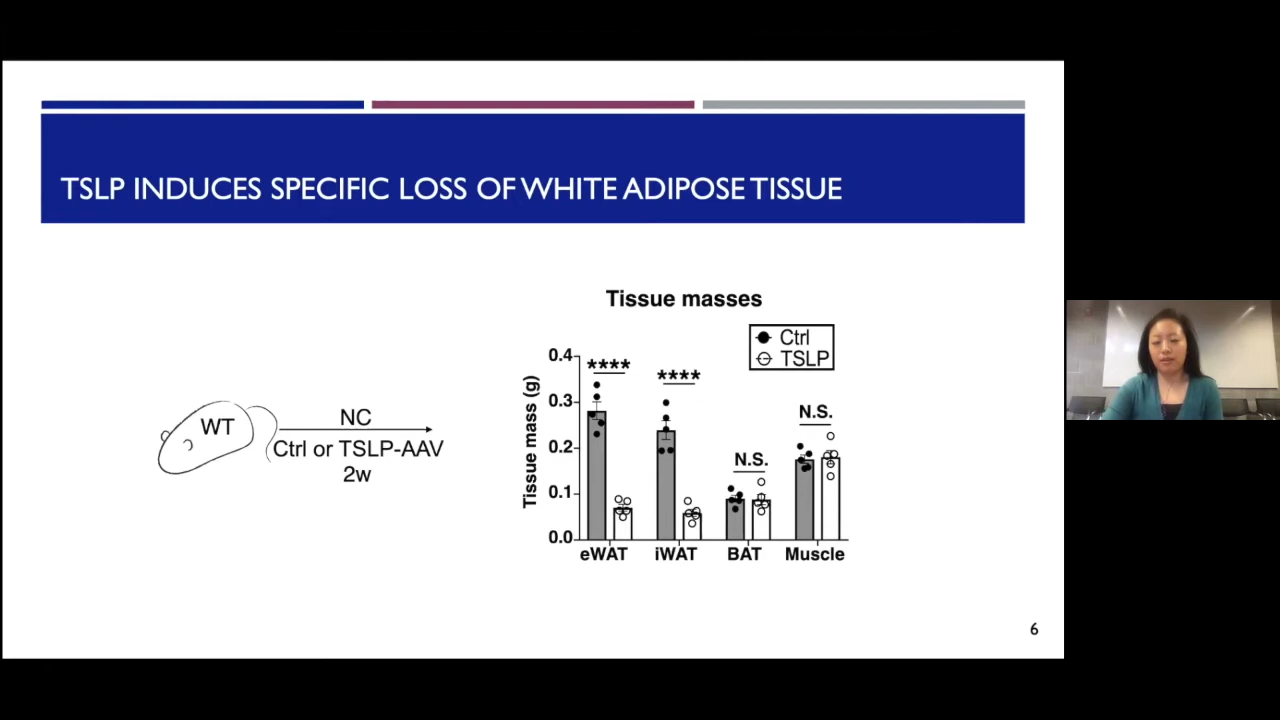 TSLP INDUCES SPECIFIC LOSS OF WHITE ADIPOSE TISSUE
WT
NC
Ctrl or TSLP-AAV
2w
Tissue masses
Ctrl
TSLP
Tissue mass (g)
0.4
0.3
0.2
0.1
0.0
****
****
N.S.
N.S.
eWAT
iWAT
BAT
Muscle
6